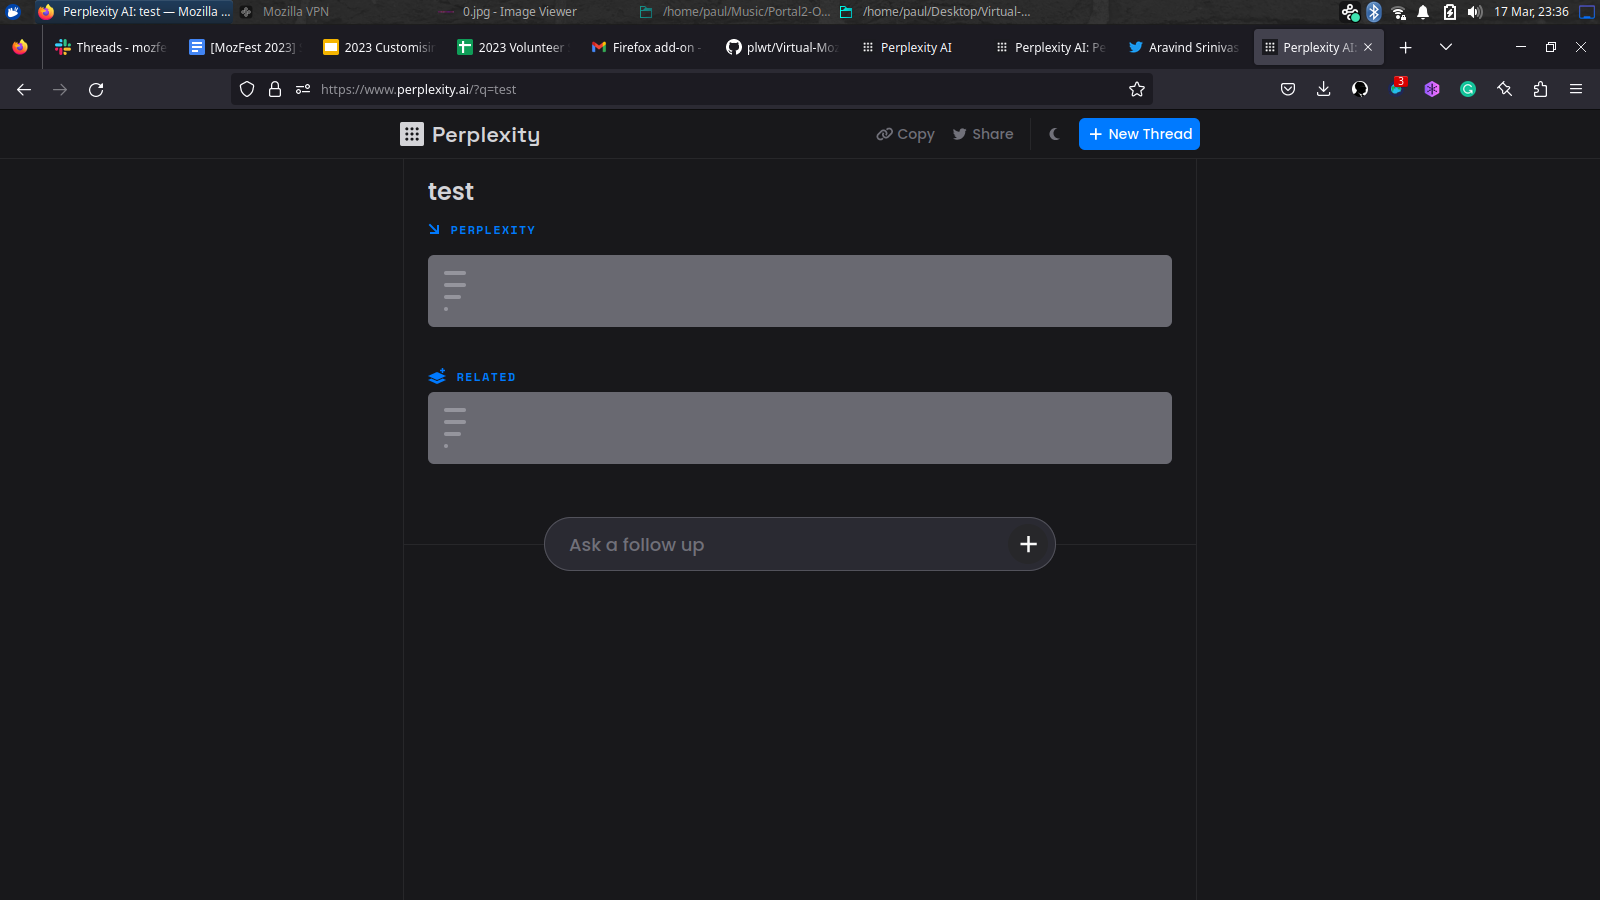 Perplexity AI: test — Mozilla ...
Mozilla VPN
0.jpg - Image Viewer
/home/paul/Music/Portal2-O...
/home/paul/Desktop/Virtual-...
17 Mar, 23:36
Threads - mozfe
[MozFest 2023]
2023 Customisin
2023 Volunteer
Firefox add-on -
plwt/Virtual-Moz
Perplexity AI
Perplexity AI: Pe
Aravind Srinivas
Perplexity AI:
https://www.perplexity.ai/?q=test
3
Perplexity
Copy
Share
New Thread
test
PERPLEXITY
RELATED
Ask a follow up